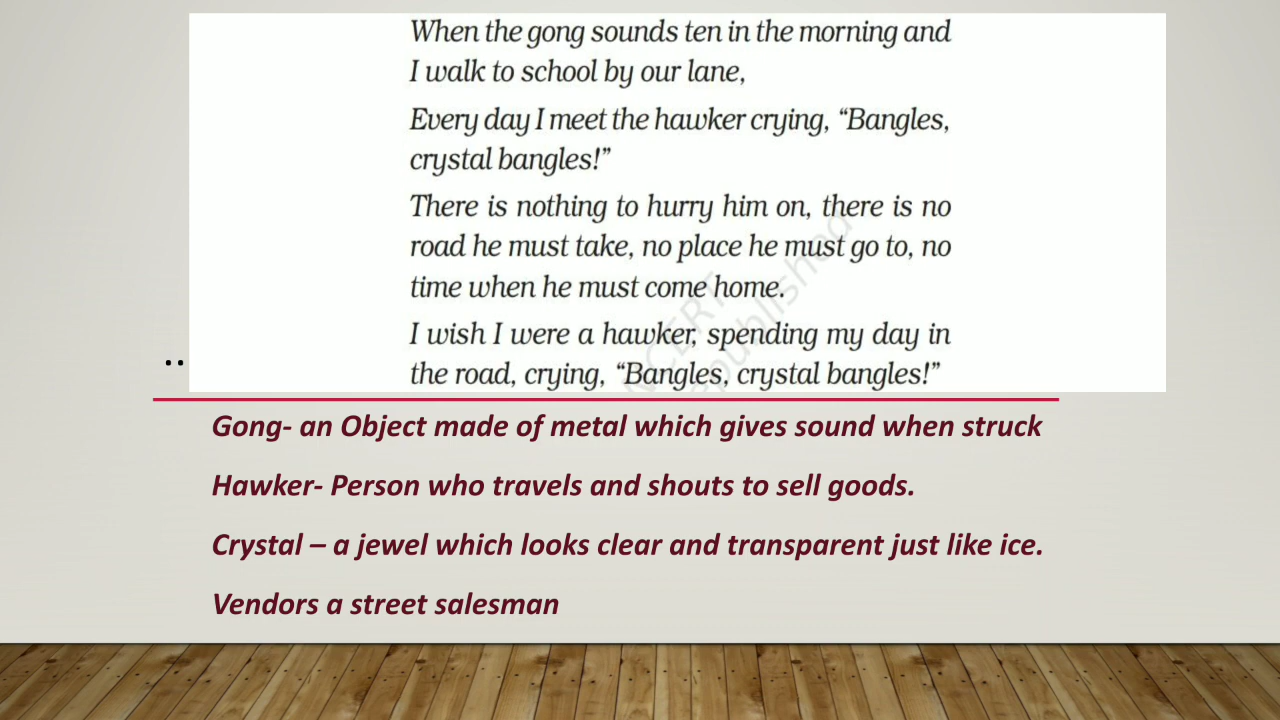 When the gong sounds ten in the morning and
I walk to school by our lane,
Every day I meet the hawker crying, “Bangles,
crystal bangles!”
There is nothing to hurry him on, there is no
road he must take, no place he must go to, no
time when he must come home.
I wish I were a hawker, spending my day in
the road, crying, “Bangles, crystal bangles!”
..
Gong- an Object made of metal which gives sound when struck
Hawker- Person who travels and shouts to sell goods.
Crystal – a jewel which looks clear and transparent just like ice.
Vendors a street salesman
NCERT
republished